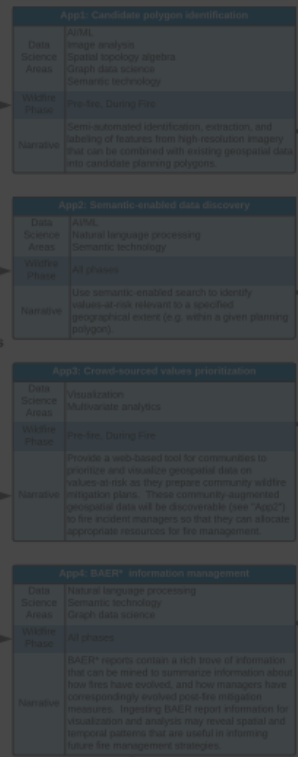 App1: Candidate polygon identification
Data Science Areas
AI/ML
Image analysis
Spatial topology algebra
Graph data science
Semantic technology
Wildfire Phase
Pre-fire, During Fire
Narrative
Semi-automated identification, extraction, and
labeling of features from high-resolution imagery
that can be combined with existing geospatial data
into candidate planning polygons.
App2: Semantic-enabled data discovery
Data Science Areas
AI/ML
Natural language processing
Semantic technology
Wildfire Phase
All phases
Narrative
Use semantic-enabled search to identify
values-at-risk relevant to a specified
geographical extent (e.g. within a given planning
polygon).
s
App3: Crowd-sourced values prioritization
Data Science Areas
Visualization
Multivariate analytics
Wildfire Phase
Pre-fire, During Fire
Narrative
Provide a web-based tool for communities to
prioritize and visualize geospatial data on
values-at-risk as they prepare community wildfire
mitigation plans. These community-augmented
geospatial data will be discoverable (see "App2")
to fire incident managers so that they can allocate
appropriate resources for fire management.
App4: BAER* information management
Data Science Areas
Natural language processing
Semantic technology
Graph data science
Wildfire Phase
All phases
Narrative
BAER* reports contain a rich trove of information
that can be mined to summarize information about
how fires have evolved, and how managers have
correspondingly evolved post-fire mitigation
measures. Ingesting BAER report information for
visualization and analysis may reveal spatial and
temporal patterns that are useful in informing
future fire management strategies.